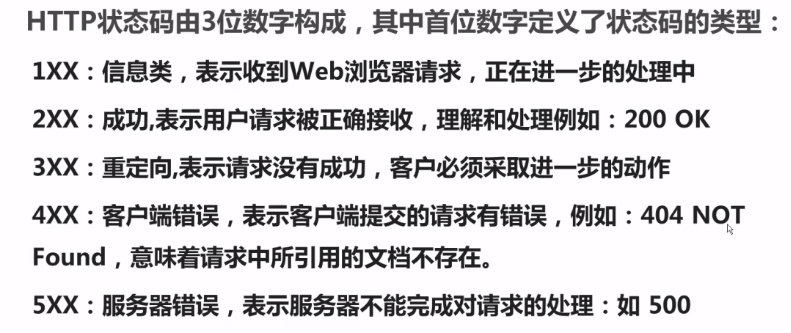 HTTP状态码由3位数字构成，其中首位数字定义了状态码的类型：
1XX：信息类，表示收到Web浏览器请求，正在进一步的处理中
2XX：成功,表示用户请求被正确接收，理解和处理例如：200 OK
3XX：重定向,表示请求没有成功，客户必须采取进一步的动作
4XX：客户端错误，表示客户端提交的请求有错误，例如：404 NOT
Found，意味着请求中所引用的文档不存在。
5XX：服务器错误，表示服务器不能完成对请求的处理：如 500